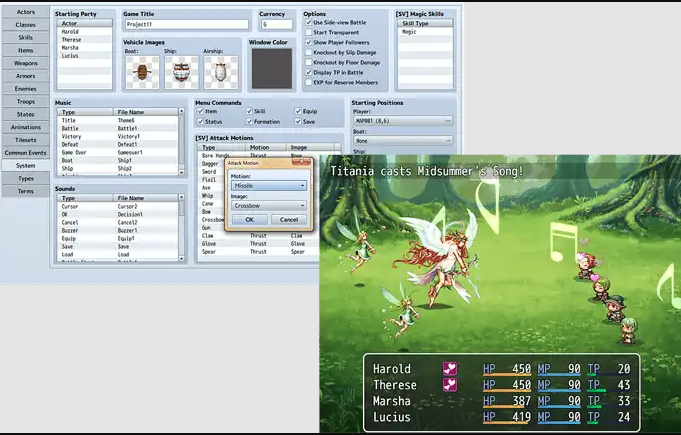 Actors
Classes
Skills
Items
Weapons
Armors
Enemies
Troops
States
Animations
Tilesets
Common Events
System
Types
Terms
Starting Party
Actor
Harold
Therese
Marsha
Lucius
Game Title
Project11
Currency
G
Vehicle Images
Boat:
Ship:
Airship:
Window Color
Options
Use Side-view Battle
Start Transparent
Show Player Followers
Knockout by Slip Damage
Knockout by Floor Damage
Display TP in Battle
EXP for Reserve Members
[SV] Magic Skills
Skill Type
Magic
Music
Type File Name
Title Theme6
Battle Battle1
Victory Victory1
Defeat Defeat1
Game Over Gameover1
Boat Ship1
Ship Ship2
Menu Commands
Item Skill Equip
Status Formation Save
Starting Positions
Player:
MAP001 (8,6)
Boat:
None
Ship:
[SV] Attack Motions
Type Motion Image
Bare Hands Thrust None
Dagger
Sword
Flail
Axe
Whip
Cane
Bow
Crossbow
Gun
Claw Thrust Claw
Glove Thrust Glove
Spear Thrust Spear
Attack Motion
Motion:
Missile
Image:
Crossbow
OK Cancel
Sounds
Type File Name
Cursor Cursor2
OK Decision1
Cancel Cancel2
Buzzer Buzzer1
Equip Equip1
Save Save
Load Load
Titania casts Midsummer's Song!
Harold HP 450 MP 90 TP 20
Therese HP 450 MP 90 TP 43
Marsha HP 387 MP 90 TP 33
Lucius HP 419 MP 90 TP 24